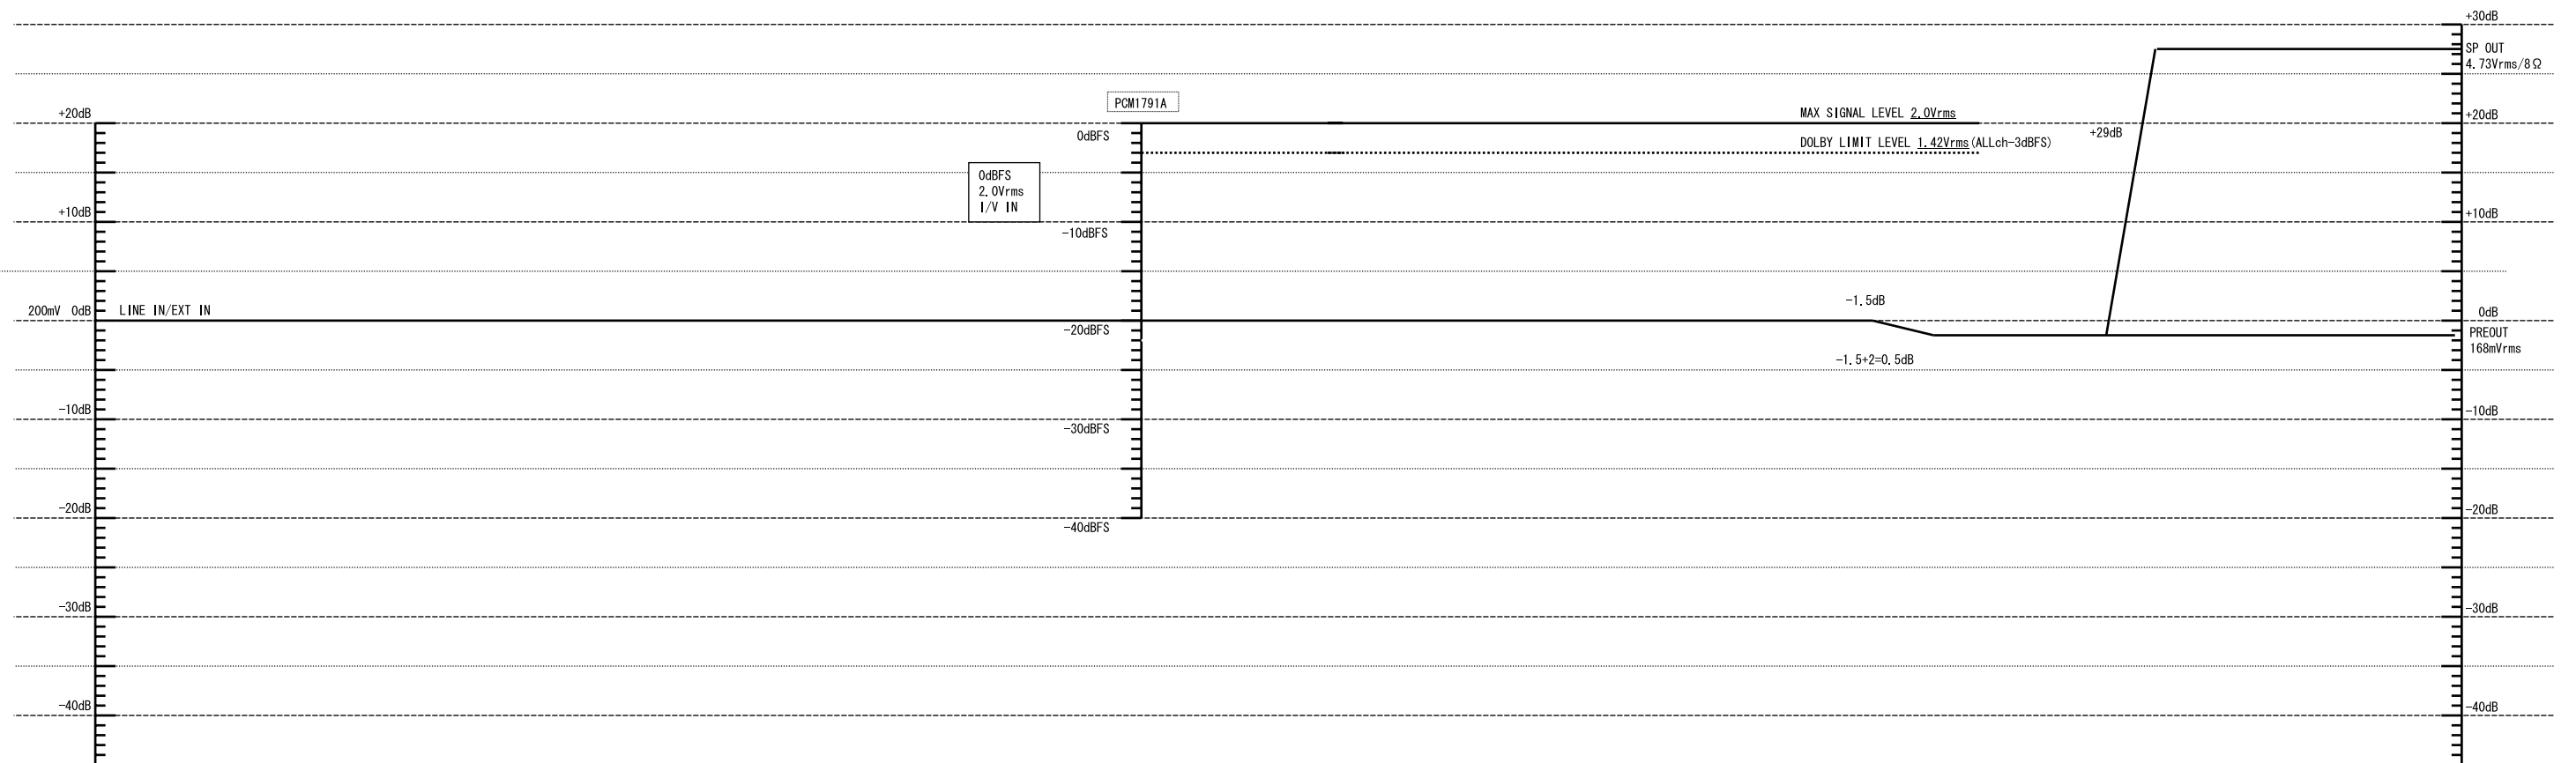 +30dB
SP OUT
4.73Vrms/8Ω
PCM1791A
+20dB
0dBFS
MAX SIGNAL LEVEL 2.0Vrms
+20dB
+29dB
DOLBY LIMIT LEVEL 1.42Vrms(ALLch-3dBFS)
0dBFS
2.0Vrms
I/V IN
+10dB
-10dBFS
+10dB
200mV 0dB
LINE IN/EXT IN
-20dBFS
-1.5dB
0dB
PREOUT
168mVrms
-1.5+2=0.5dB
-10dB
-30dBFS
-10dB
-20dB
-40dBFS
-20dB
-30dB
-30dB
-40dB
-40dB